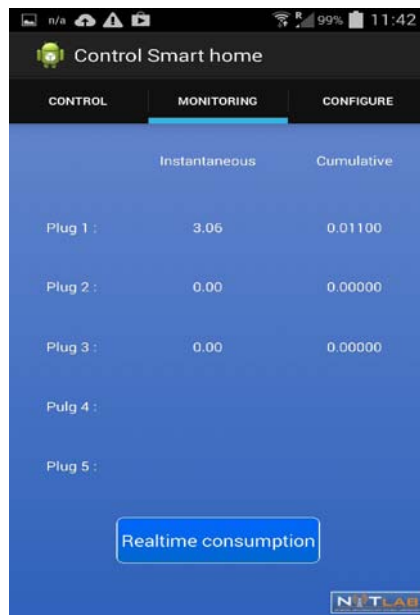 n/a R 99% 11:42
Control Smart home
CONTROL MONITORING CONFIGURE
Instantaneous Cumulative
Plug 1 : 3.06 0.01100
Plug 2 : 0.00 0.00000
Plug 3 : 0.00 0.00000
Pulg 4 :
Plug 5 :
Realtime consumption
NITLAB